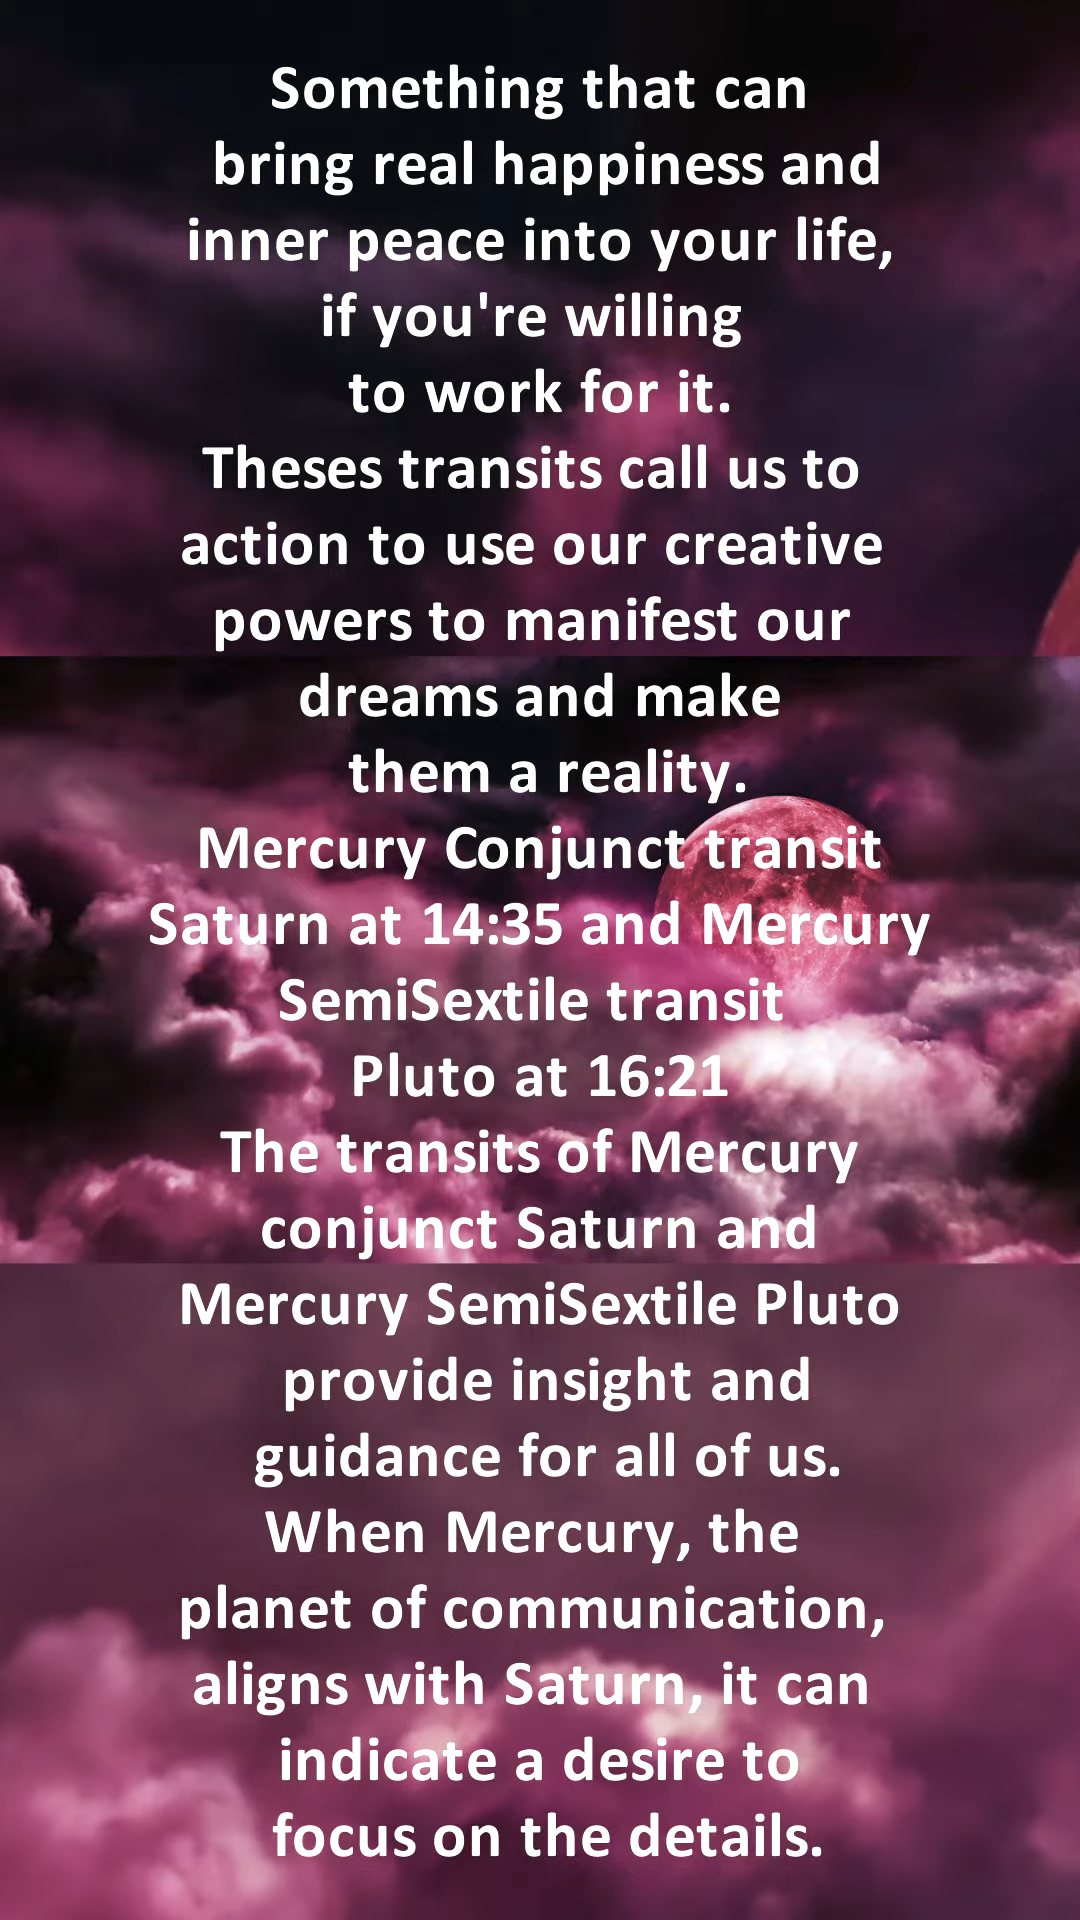 Something that can
bring real happiness and
inner peace into your life,
if you're willing
to work for it.
Theses transits call us to
action to use our creative
powers to manifest our
dreams and make
them a reality.
Mercury Conjunct transit
Saturn at 14:35 and Mercury
SemiSextile transit
Pluto at 16:21
The transits of Mercury
conjunct Saturn and
Mercury SemiSextile Pluto
provide insight and
guidance for all of us.
When Mercury, the
planet of communication,
aligns with Saturn, it can
indicate a desire to
focus on the details.